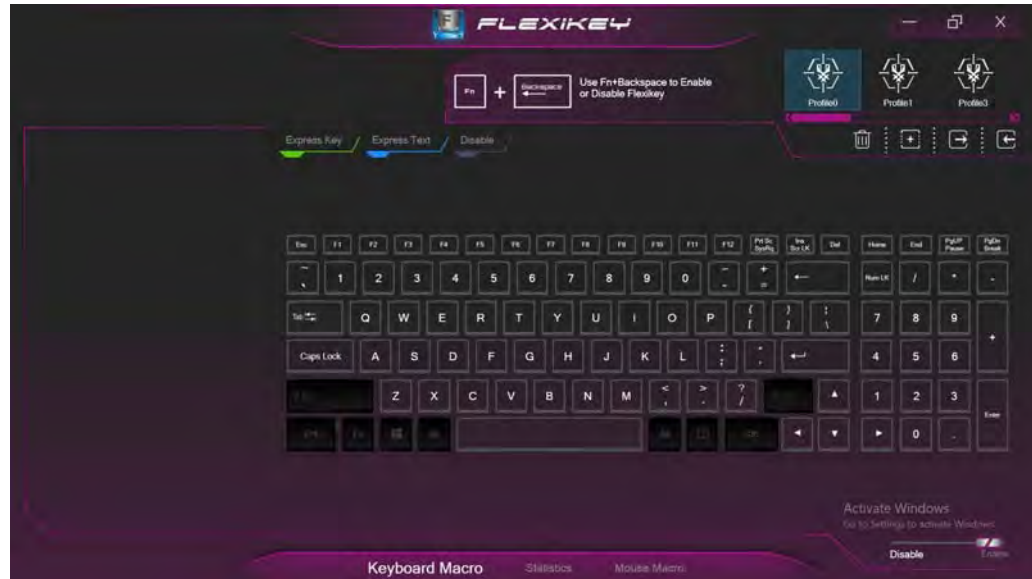 FLEXiKEY
Fn + Backspace
Use Fn+Backspace to Enable
or Disable Flexikey
Profile0 Profile1 Profile3
Express Key Express Text Disable
Esc F1 F2 F3 F4 F5 F6 F7 F8 F9 F10 F11 F12 Prt Sc SysRq Ins Scr LK Del Home End PgUP Pause PgDn Break
1 2 3 4 5 6 7 8 9 0 - + = Num LK / * -
Tab Q W E R T Y U I O P { [ } ] \ 7 8 9 +
Caps Lock A S D F G H J K L : ; 4 5 6
Z X C V B N M < , > . ? / 1 2 3 Enter
0 .
Activate Windows
Go to Settings to activate Windows.
Disable Enable
Keyboard Macro Statistics Mouse Macro